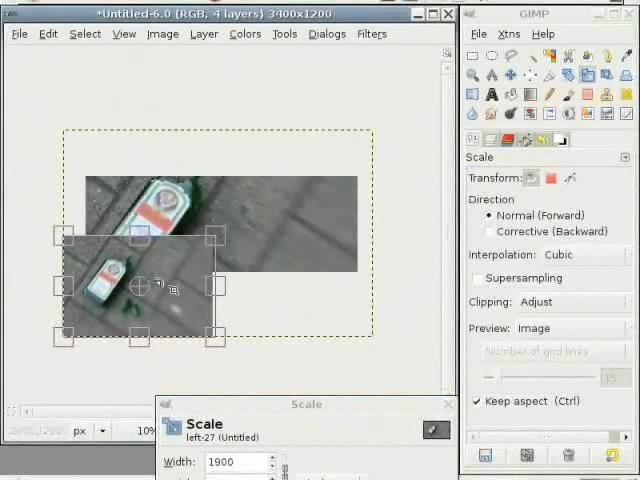 *Untitled-6.0 (RGB, 4 layers) 3400x1200
File Edit Select View Image Layer Colors Tools Dialogs Filters
px
10%
GIMP
File Xtns Help
Scale
Transform:
Direction
Normal (Forward)
Corrective (Backward)
Interpolation: Cubic
Supersampling
Clipping: Adjust
Preview: Image
Number of grid lines
15
Keep aspect (Ctrl)
Scale
Scale
left-27 (Untitled)
Width: 1900